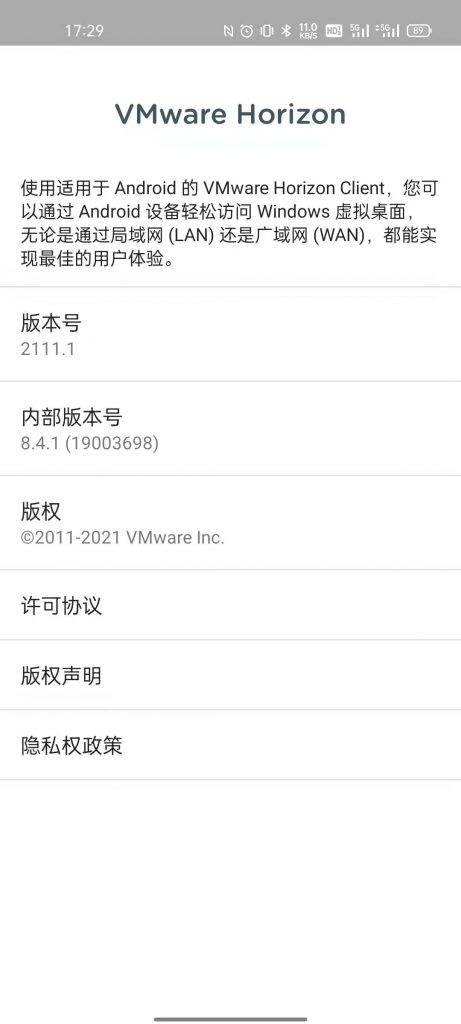 17:29 11.0 KB/S HD 5G 5G 89
VMware Horizon
使用适用于 Android 的 VMware Horizon Client，您可
以通过 Android 设备轻松访问 Windows 虚拟桌面，
无论是通过局域网 (LAN) 还是广域网 (WAN)，都能实
现最佳的用户体验。
版本号
2111.1
内部版本号
8.4.1 (19003698)
版权
©2011-2021 VMware Inc.
许可协议
版权声明
隐私权政策